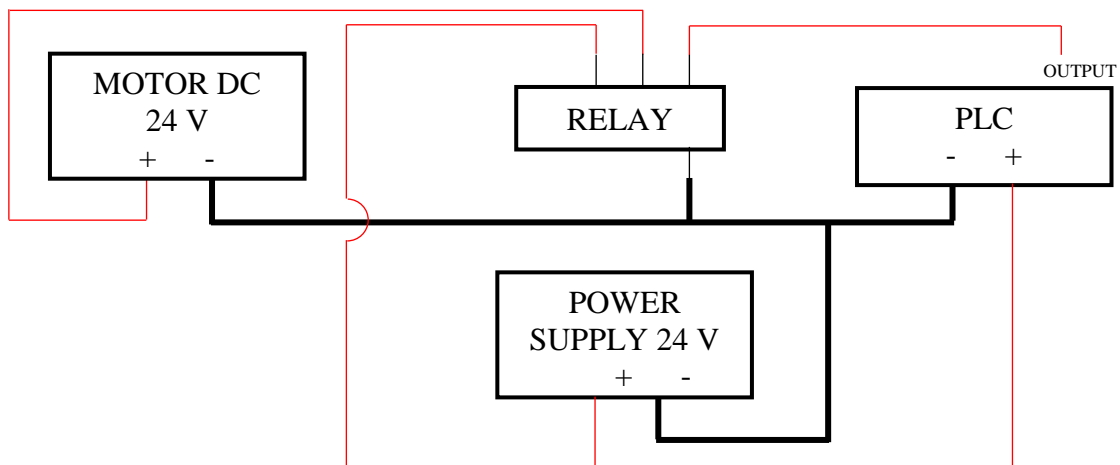 OUTPUT
MOTOR DC
24 V
+ -
RELAY
PLC
- +
POWER
SUPPLY 24 V
+ -